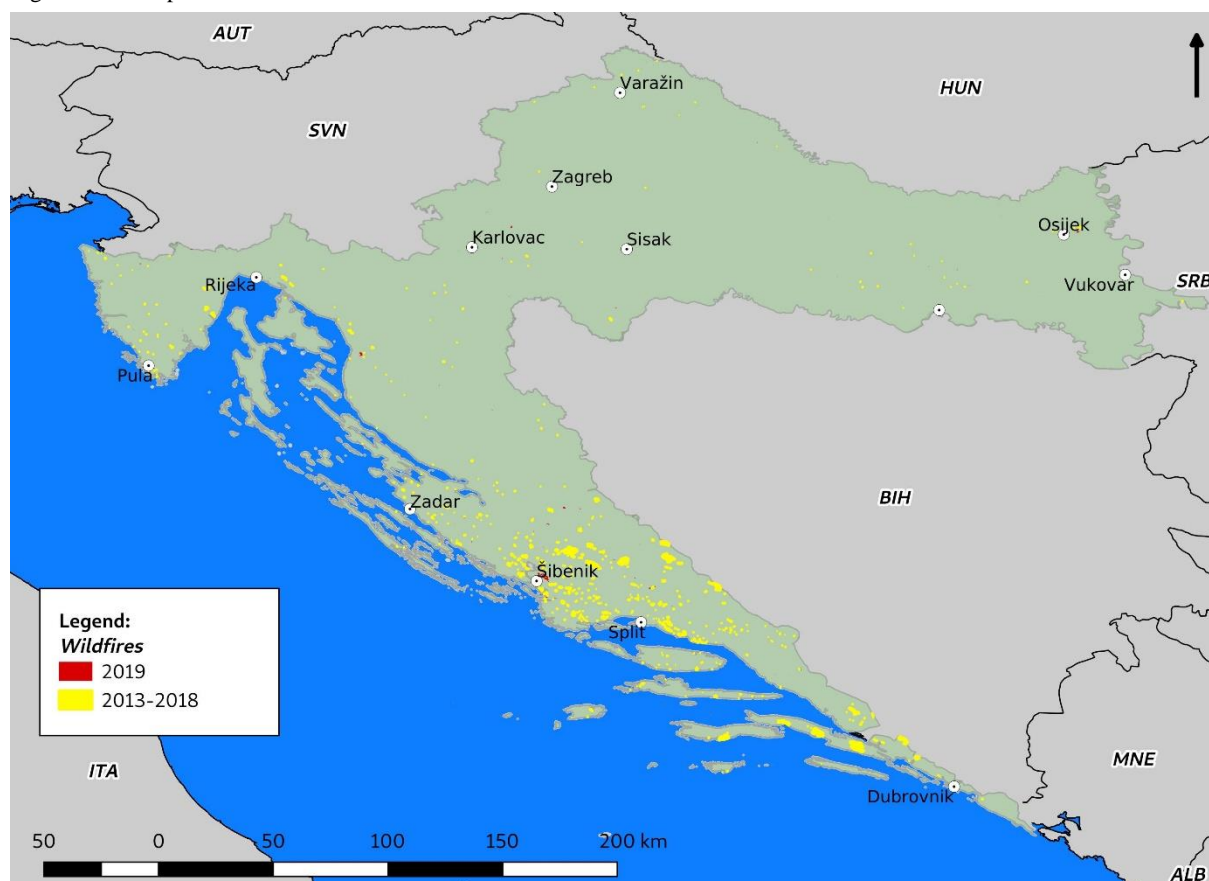 AUT
HUN
Varažin
SVN
Zagreb
Osijek
Karlovac
Sisak
Rijeka
Vukovar
SRB
Pula
BIH
Zadar
Šibenik
Legend:
Wildfires
2019
2013-2018
Split
ITA
MNE
Dubrovnik
50 0 50 100 150 200 km
ALB